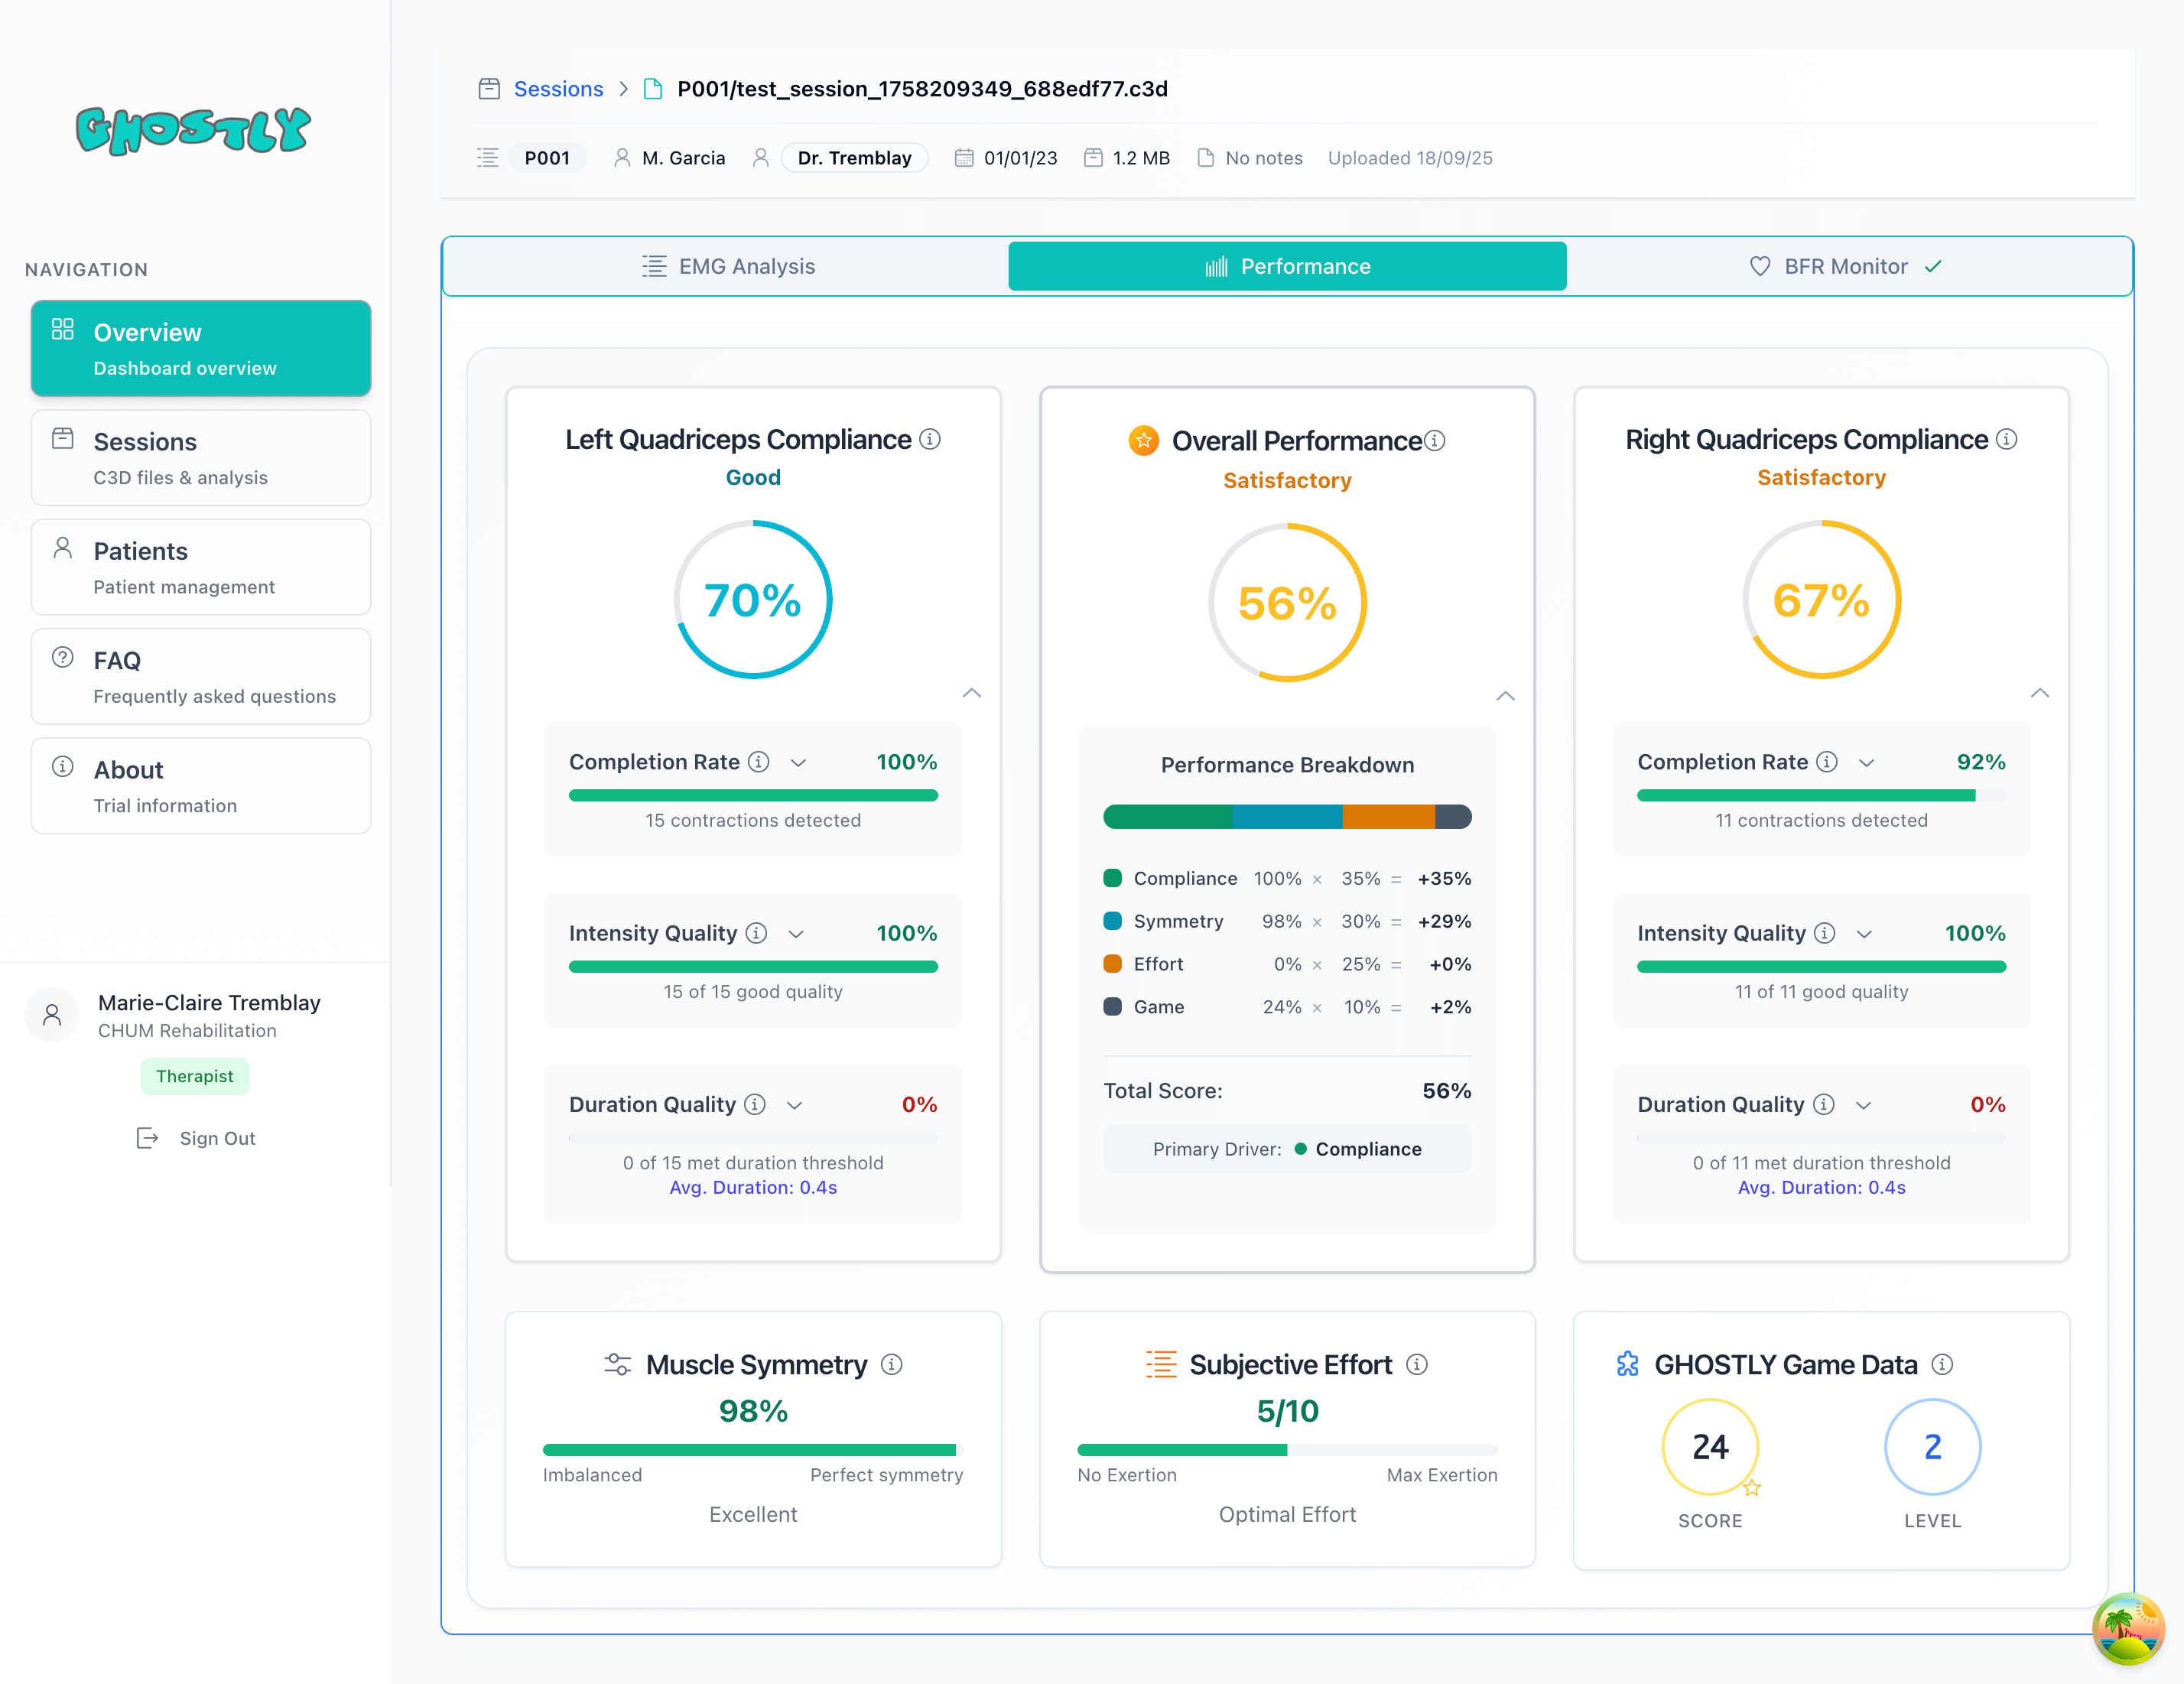 GHOSTLY
NAVIGATION
Overview
Dashboard overview
Sessions
C3D files & analysis
Patients
Patient management
FAQ
Frequently asked questions
About
Trial information
Marie-Claire Tremblay
CHUM Rehabilitation
Therapist
Sign Out
Sessions > P001/test_session_1758209349_688edf77.c3d
P001 M. Garcia Dr. Tremblay 01/01/23 1.2 MB No notes Uploaded 18/09/25
EMG Analysis Performance BFR Monitor ✓
Left Quadriceps Compliance
Good
70%
Completion Rate 100%
15 contractions detected
Intensity Quality 100%
15 of 15 good quality
Duration Quality 0%
0 of 15 met duration threshold
Avg. Duration: 0.4s
Overall Performance
Satisfactory
56%
Performance Breakdown
Compliance 100% × 35% = +35%
Symmetry 98% × 30% = +29%
Effort 0% × 25% = +0%
Game 24% × 10% = +2%
Total Score: 56%
Primary Driver: Compliance
Right Quadriceps Compliance
Satisfactory
67%
Completion Rate 92%
11 contractions detected
Intensity Quality 100%
11 of 11 good quality
Duration Quality 0%
0 of 11 met duration threshold
Avg. Duration: 0.4s
Muscle Symmetry
98%
Imbalanced Perfect symmetry
Excellent
Subjective Effort
5/10
No Exertion Max Exertion
Optimal Effort
GHOSTLY Game Data
24 2
SCORE LEVEL